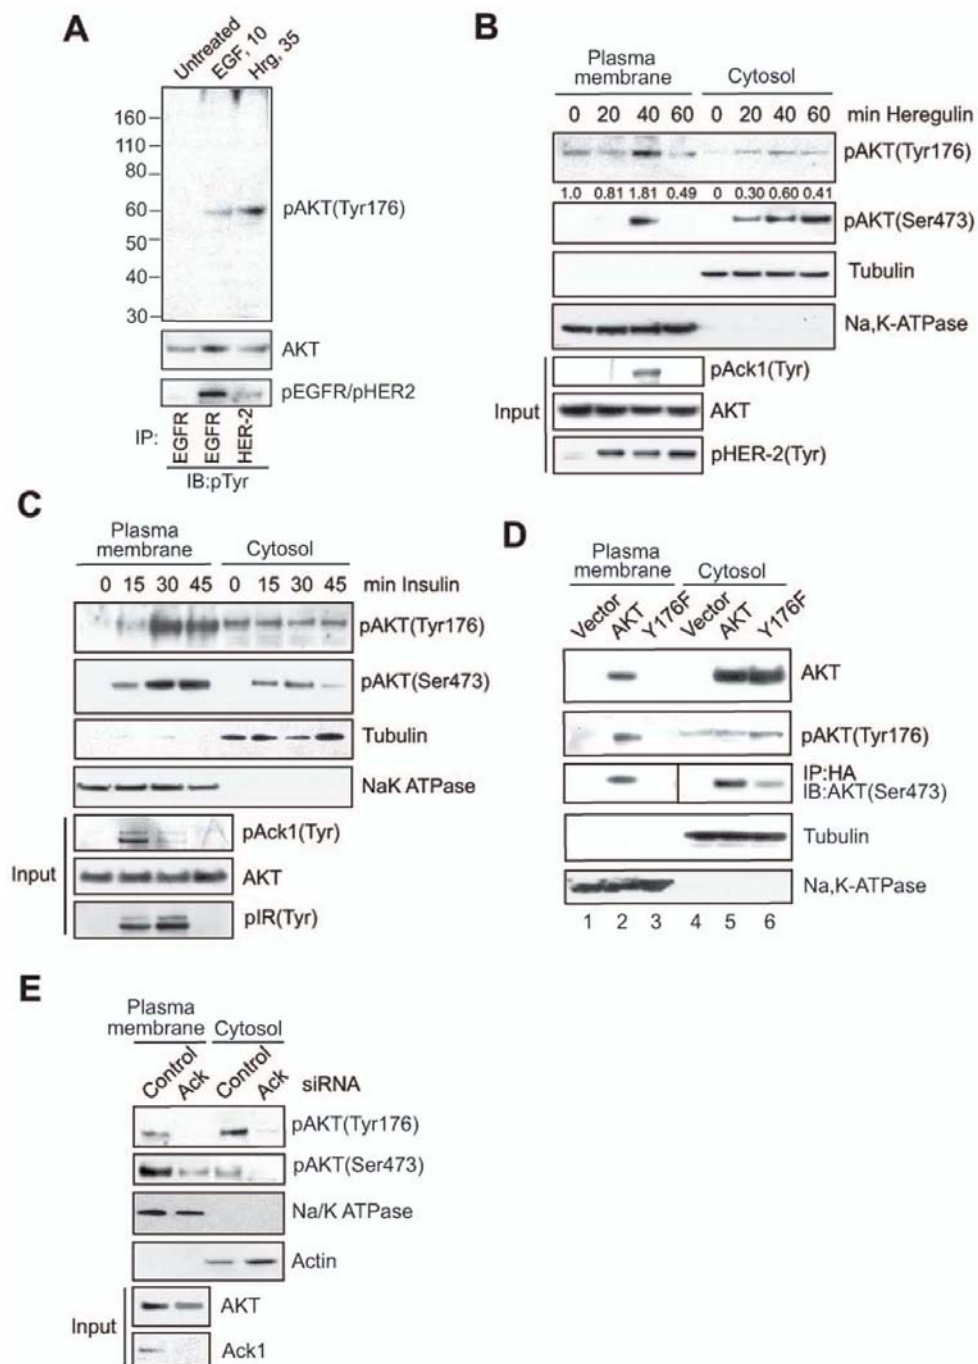 A
Untreated
EGF, 10
Hrg, 35
160
110
80
60
50
40
30
pAKT(Tyr176)
AKT
pEGFR/pHER2
IP:
EGFR
EGFR
HER-2
IB:pTyr
B
Plasma membrane
Cytosol
0 20 40 60 0 20 40 60 min Heregulin
pAKT(Tyr176)
1.0 0.81 1.81 0.49 0 0.30 0.60 0.41
pAKT(Ser473)
Tubulin
Na,K-ATPase
Input
pAck1(Tyr)
AKT
pHER-2(Tyr)
C
Plasma membrane
Cytosol
0 15 30 45 0 15 30 45 min Insulin
pAKT(Tyr176)
pAKT(Ser473)
Tubulin
NaK ATPase
Input
pAck1(Tyr)
AKT
pIR(Tyr)
D
Plasma membrane
Cytosol
Vector AKT Y176F Vector AKT Y176F
AKT
pAKT(Tyr176)
IP:HA
IB:AKT(Ser473)
Tubulin
Na,K-ATPase
1 2 3 4 5 6
E
Plasma membrane
Cytosol
Control Ack Control Ack siRNA
pAKT(Tyr176)
pAKT(Ser473)
Na/K ATPase
Actin
Input
AKT
Ack1